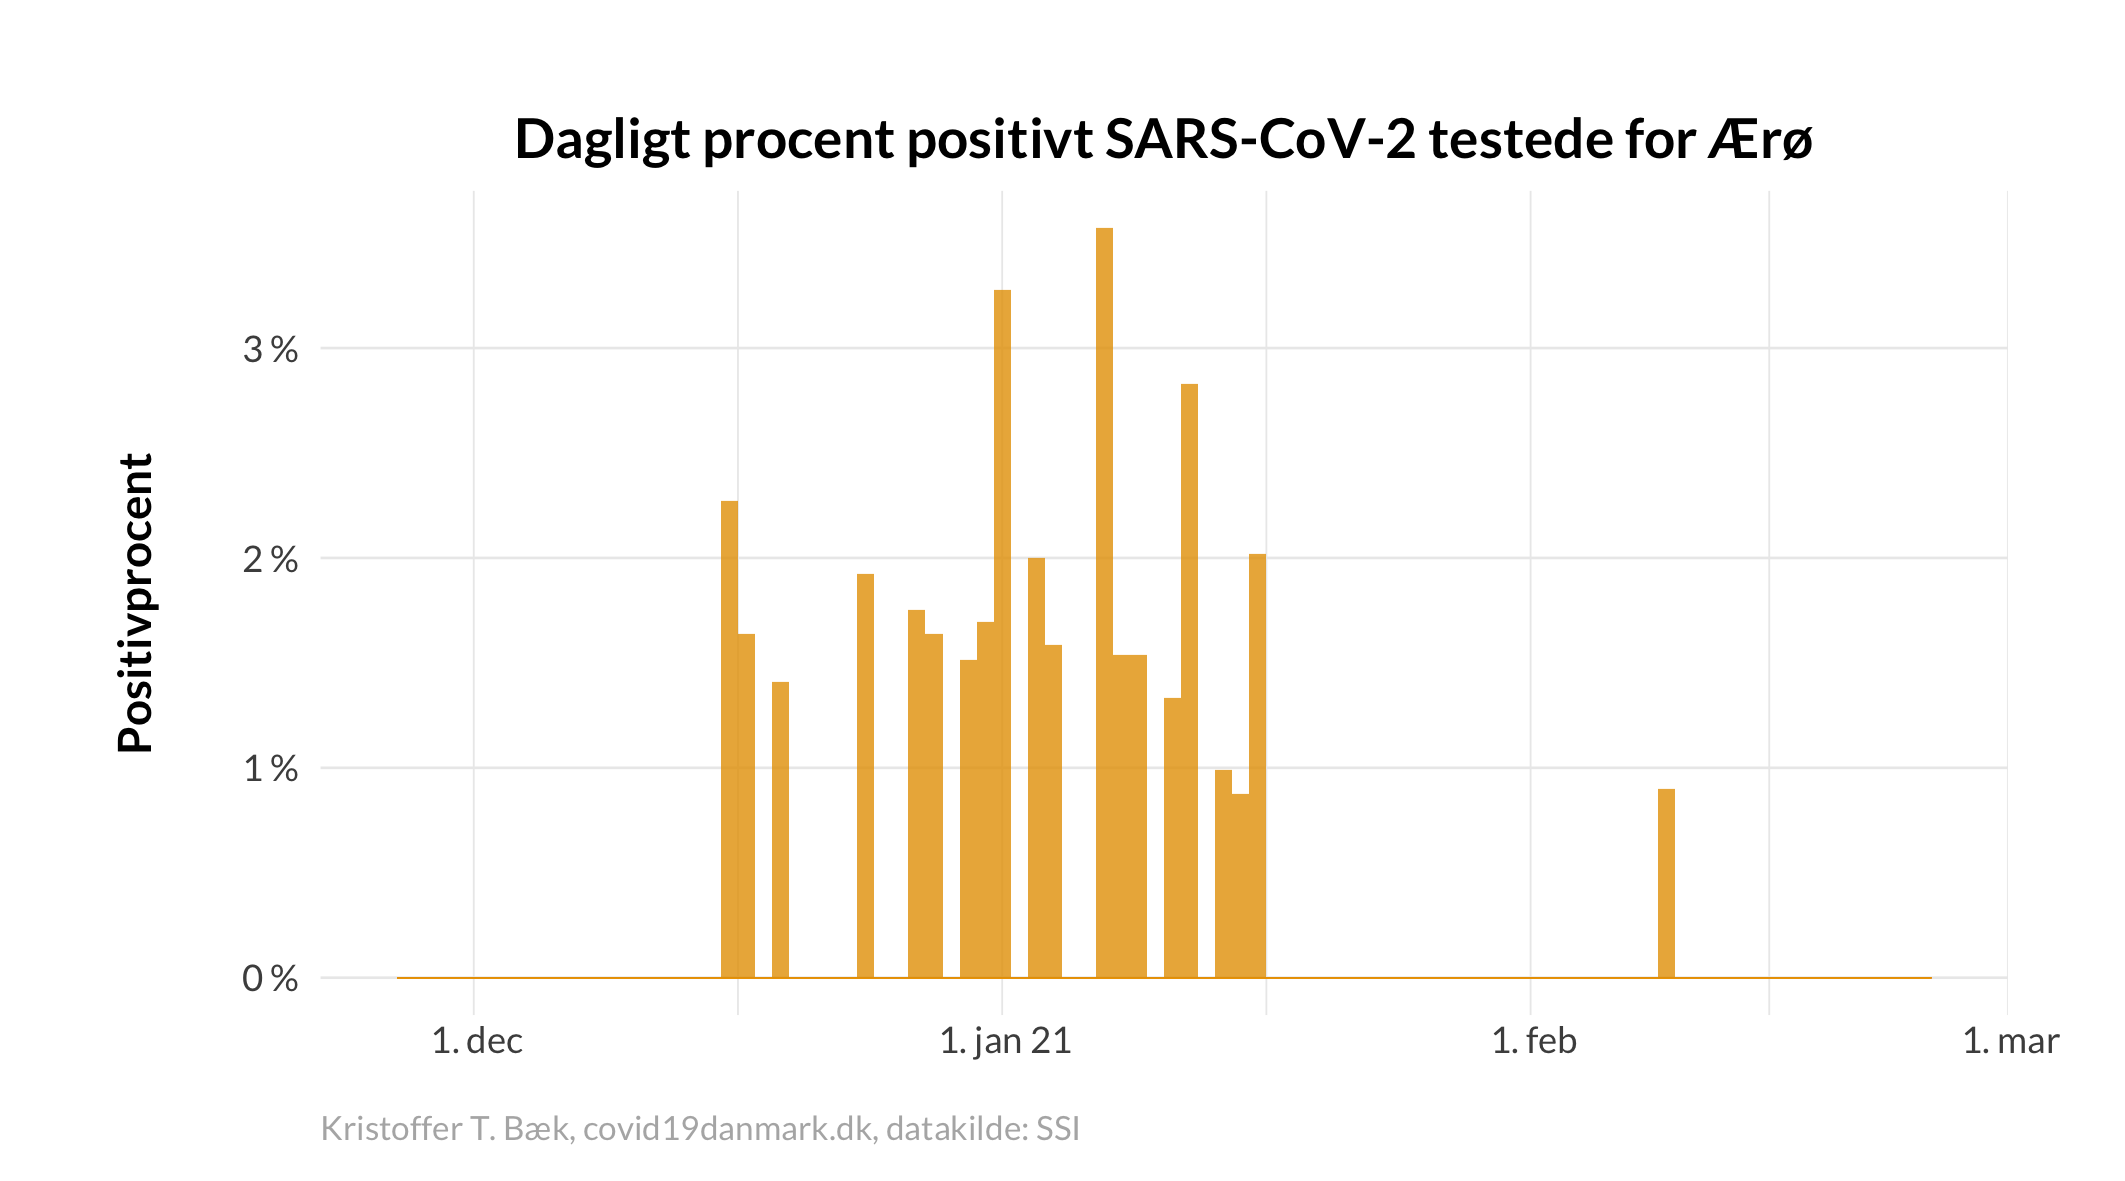 Dagligt procent positivt SARS-CoV-2 testede for Ærø
Positivprocent
3 %
2 %
1 %
0 %
1. dec
1. jan 21
1. feb
1. mar
Kristoffer T. Bæk, covid19danmark.dk, datakilde: SSI